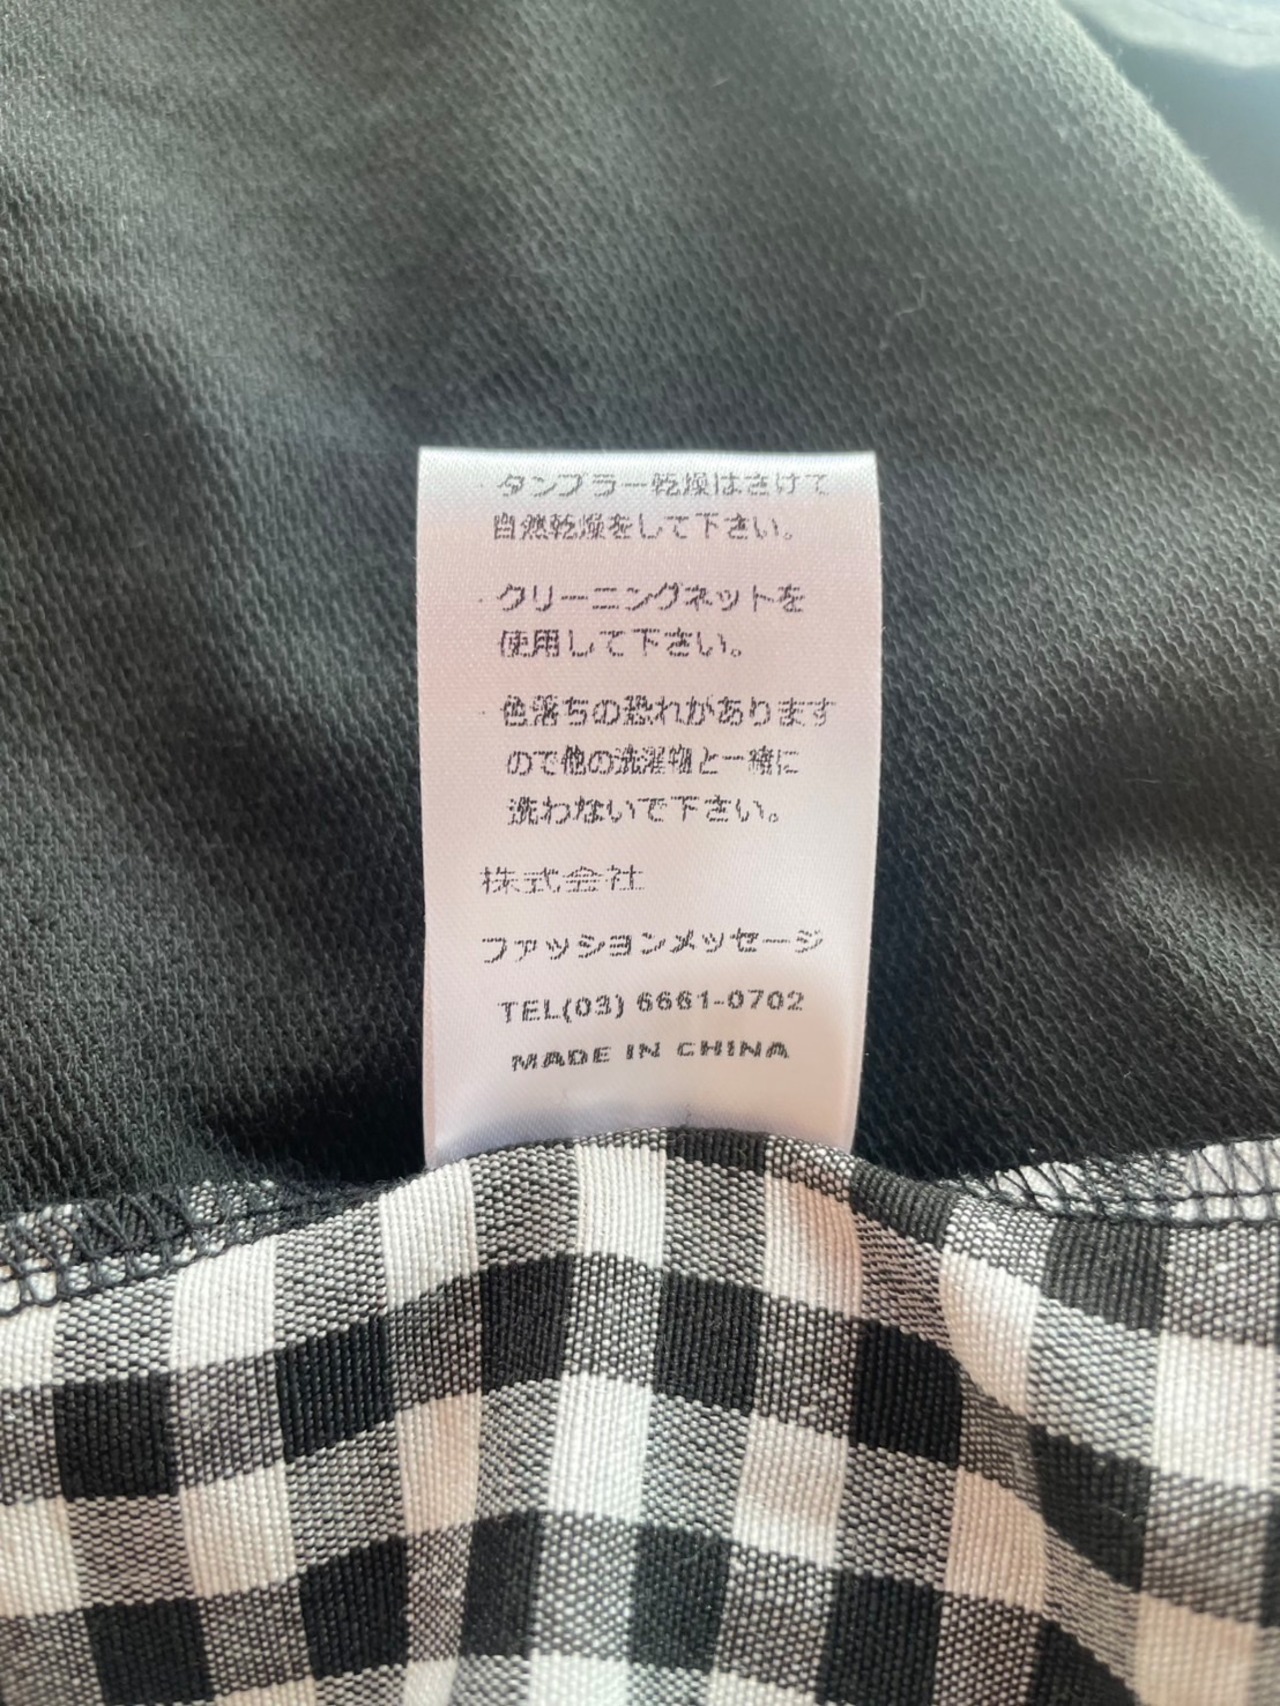 ・タンブラー乾燥はさけて
自然乾燥をして下さい。
・クリーニングネットを
使用して下さい。
・色落ちの恐れがあります
ので他の洗濯物と一緒に
洗わないで下さい。
株式会社
ファッションメッセージ
TEL(03) 6661-0702
MADE IN CHINA